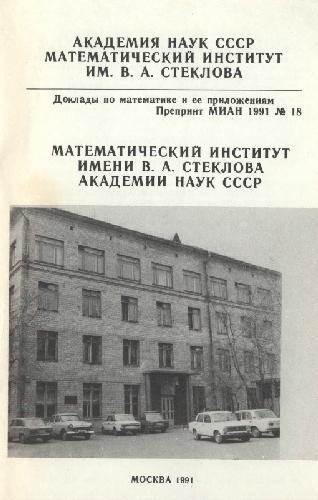 АКАДЕМИЯ НАУК СССР
МАТЕМАТИЧЕСКИЙ ИНСТИТУТ
ИМ. В. А. СТЕКЛОВА
Доклады по математике и ее приложениям
Препринт МИАН 1991 № 18
МАТЕМАТИЧЕСКИЙ ИНСТИТУТ
ИМЕНИ В. А. СТЕКЛОВА
АКАДЕМИИ НАУК СССР
МОСКВА 1991